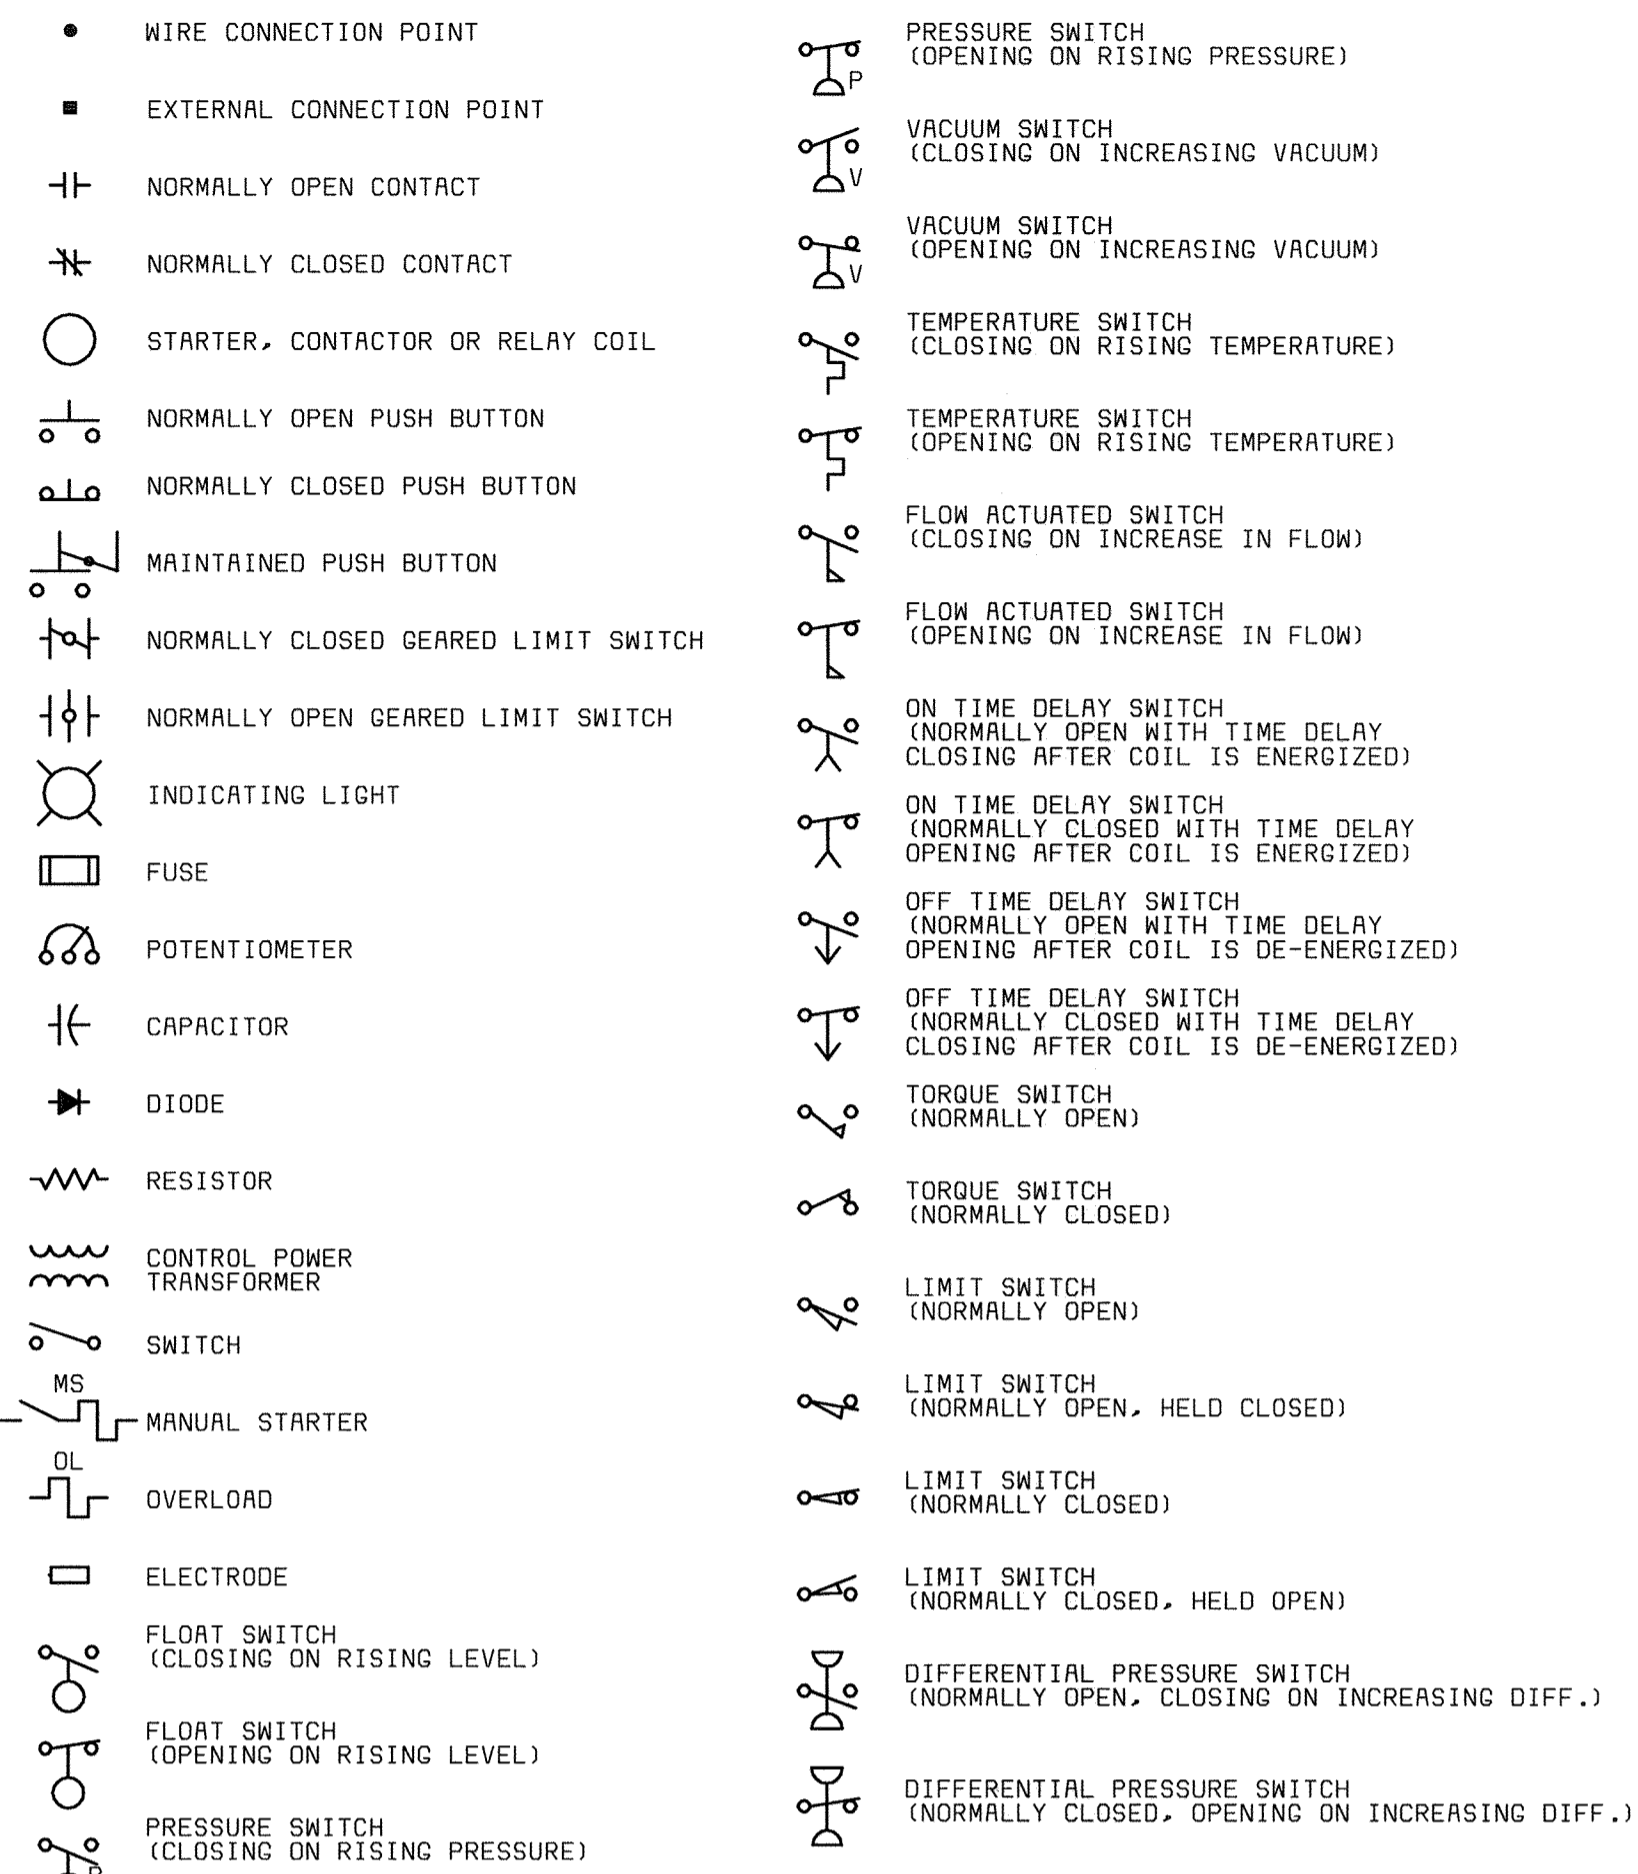 WIRE CONNECTION POINT
EXTERNAL CONNECTION POINT
NORMALLY OPEN CONTACT
NORMALLY CLOSED CONTACT
STARTER, CONTACTOR OR RELAY COIL
NORMALLY OPEN PUSH BUTTON
NORMALLY CLOSED PUSH BUTTON
MAINTAINED PUSH BUTTON
NORMALLY CLOSED GEARED LIMIT SWITCH
NORMALLY OPEN GEARED LIMIT SWITCH
INDICATING LIGHT
FUSE
POTENTIOMETER
CAPACITOR
DIODE
RESISTOR
CONTROL POWER
TRANSFORMER
SWITCH
MS
MANUAL STARTER
OL
OVERLOAD
ELECTRODE
FLOAT SWITCH
(CLOSING ON RISING LEVEL)
FLOAT SWITCH
(OPENING ON RISING LEVEL)
PRESSURE SWITCH
(CLOSING ON RISING PRESSURE)
P
PRESSURE SWITCH
(OPENING ON RISING PRESSURE)
P
VACUUM SWITCH
(CLOSING ON INCREASING VACUUM)
V
VACUUM SWITCH
(OPENING ON INCREASING VACUUM)
V
TEMPERATURE SWITCH
(CLOSING ON RISING TEMPERATURE)
TEMPERATURE SWITCH
(OPENING ON RISING TEMPERATURE)
FLOW ACTUATED SWITCH
(CLOSING ON INCREASE IN FLOW)
FLOW ACTUATED SWITCH
(OPENING ON INCREASE IN FLOW)
ON TIME DELAY SWITCH
(NORMALLY OPEN WITH TIME DELAY
CLOSING AFTER COIL IS ENERGIZED)
ON TIME DELAY SWITCH
(NORMALLY CLOSED WITH TIME DELAY
OPENING AFTER COIL IS ENERGIZED)
OFF TIME DELAY SWITCH
(NORMALLY OPEN WITH TIME DELAY
OPENING AFTER COIL IS DE-ENERGIZED)
OFF TIME DELAY SWITCH
(NORMALLY CLOSED WITH TIME DELAY
CLOSING AFTER COIL IS DE-ENERGIZED)
TORQUE SWITCH
(NORMALLY OPEN)
TORQUE SWITCH
(NORMALLY CLOSED)
LIMIT SWITCH
(NORMALLY OPEN)
LIMIT SWITCH
(NORMALLY OPEN, HELD CLOSED)
LIMIT SWITCH
(NORMALLY CLOSED)
LIMIT SWITCH
(NORMALLY CLOSED, HELD OPEN)
DIFFERENTIAL PRESSURE SWITCH
(NORMALLY OPEN, CLOSING ON INCREASING DIFF.)
DIFFERENTIAL PRESSURE SWITCH
(NORMALLY CLOSED, OPENING ON INCREASING DIFF.)